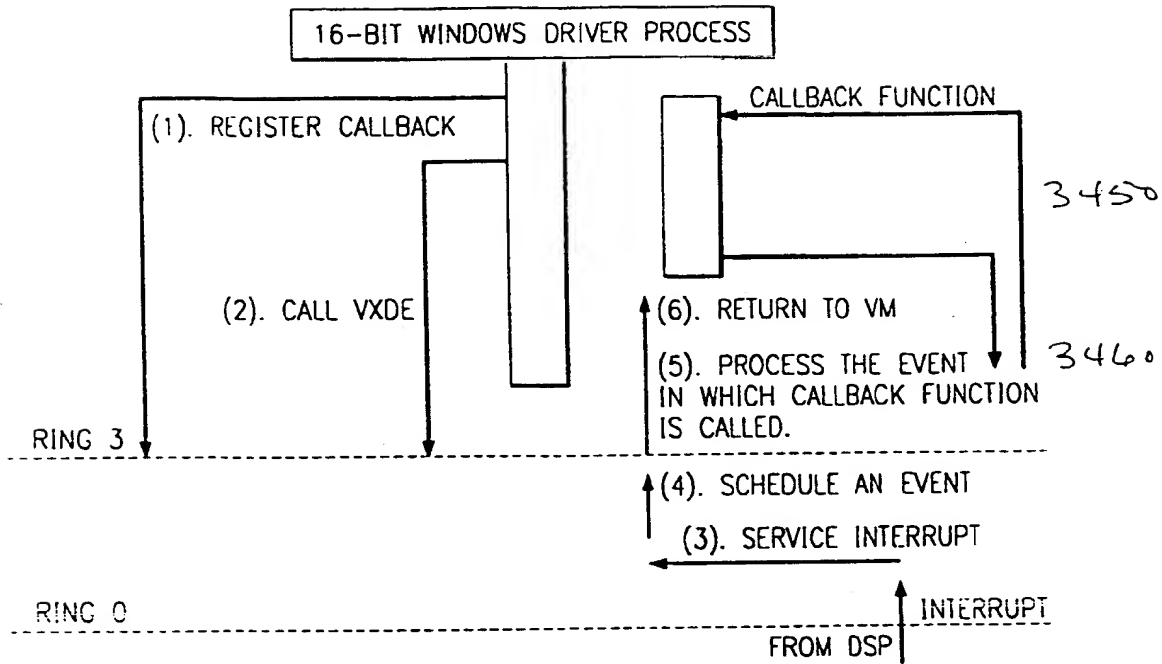 16-BIT WINDOWS DRIVER PROCESS
CALLBACK FUNCTION
(1). REGISTER CALLBACK
3450
(2). CALL VXDE
(6). RETURN TO VM
(5). PROCESS THE EVENT
IN WHICH CALLBACK FUNCTION
IS CALLED.
3460
RING 3
(4). SCHEDULE AN EVENT
(3). SERVICE INTERRUPT
RING 0
INTERRUPT
FROM DSP